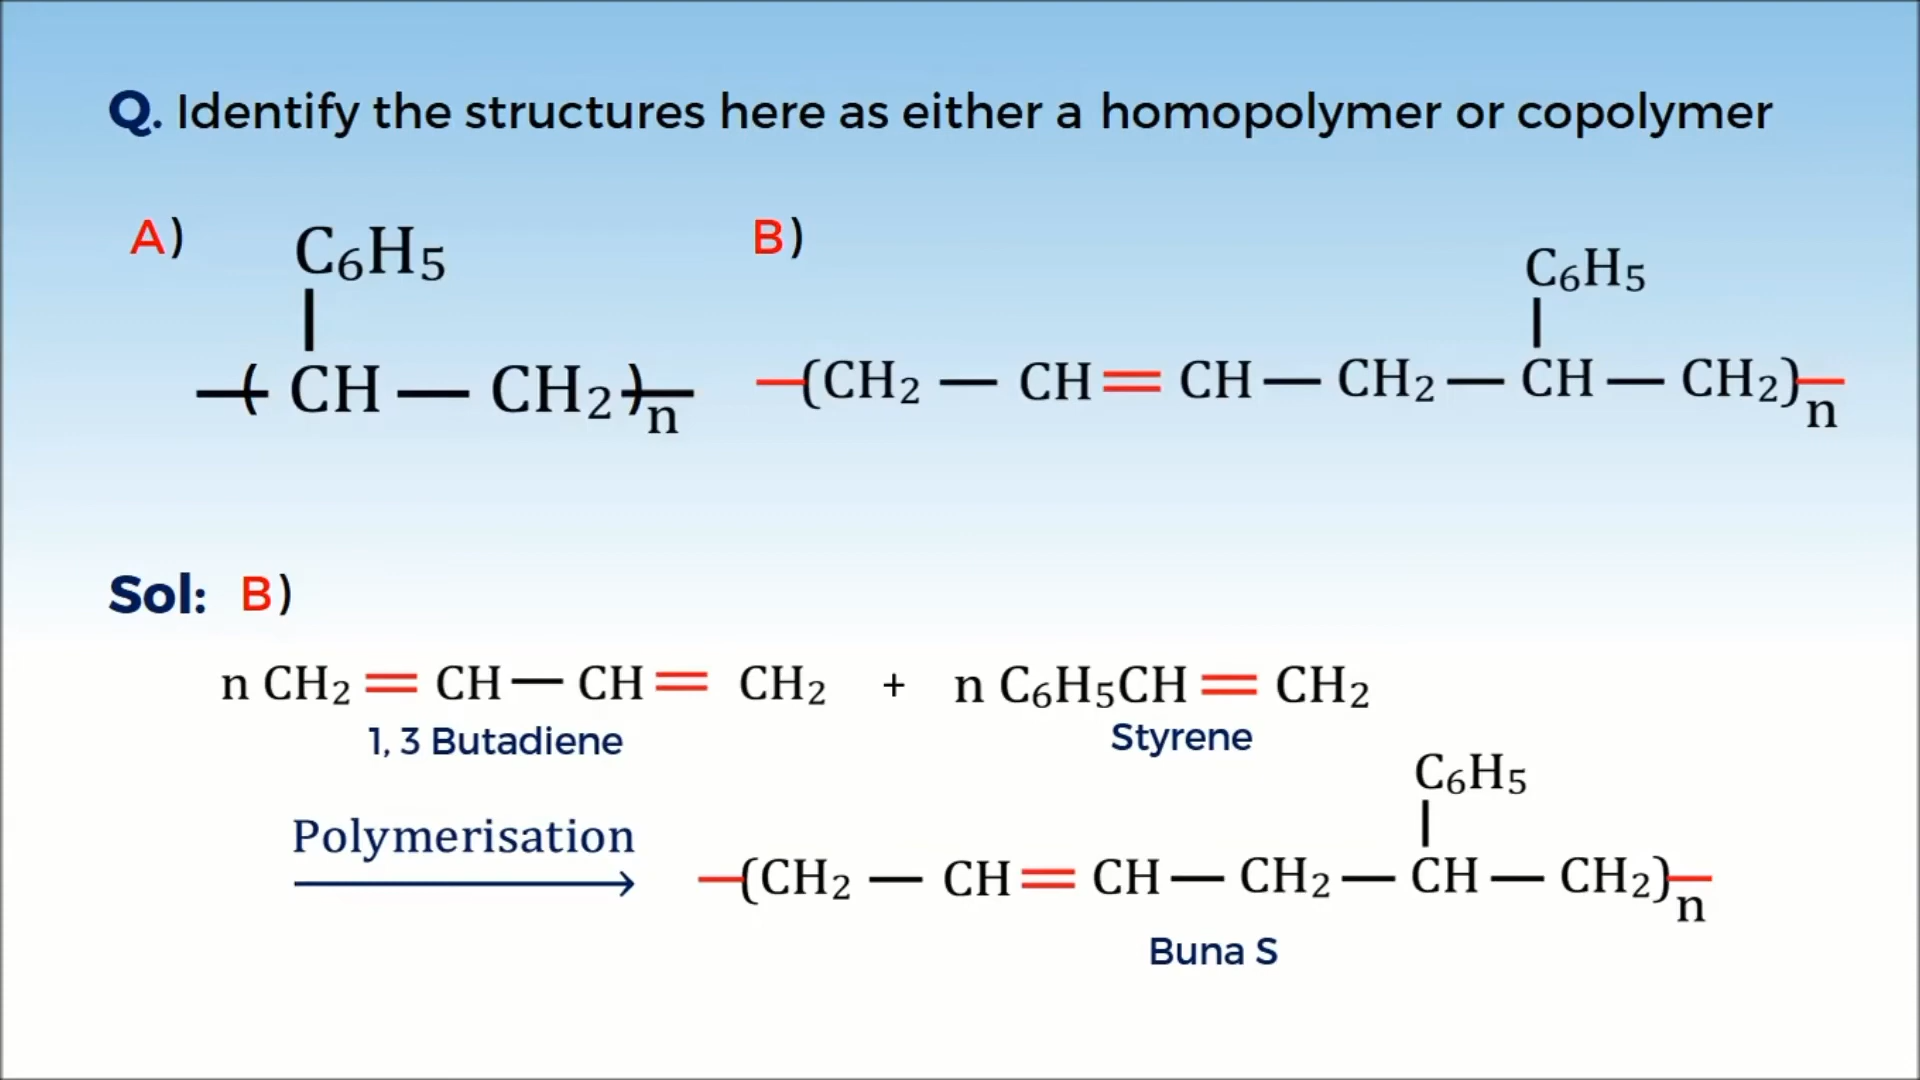 Q. Identify the structures here as either a homopolymer or copolymer
A)
C₆H₅
—( CH — CH₂ )—n
B)
C₆H₅
—(CH₂ — CH = CH — CH₂ — CH — CH₂)—n
Sol: B)
n CH₂ = CH — CH = CH₂ + n C₆H₅CH = CH₂
1, 3 Butadiene
Styrene
C₆H₅
Polymerisation
—(CH₂ — CH = CH — CH₂ — CH — CH₂)—n
Buna S